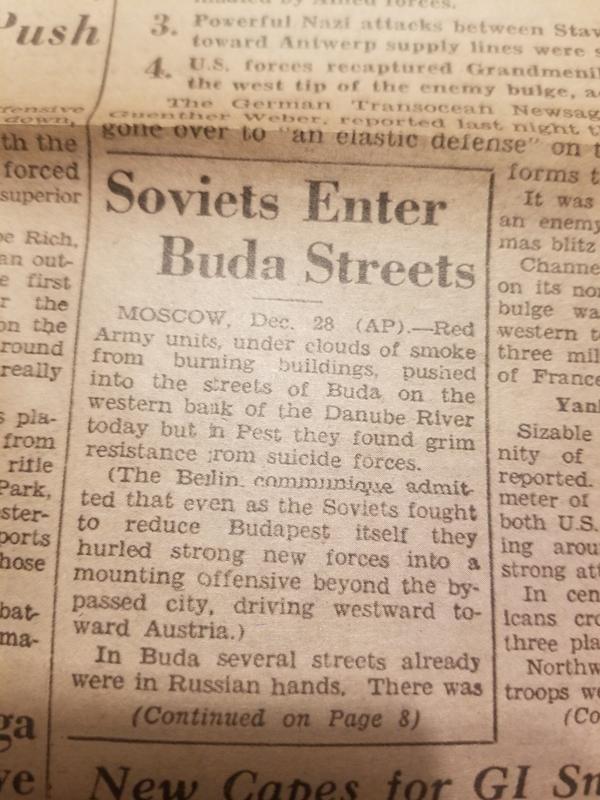 Push
3. Powerful Nazi attacks between Stav
toward Antwerp supply lines were s
4. U.S. forces recaptured Grandmenil
the west tip of the enemy bulge, a
The German Transocean Newsag
Guenther Weber, reported last night t
gone over to "an elastic defense" on t
ensive
down,
th the
forced
superior
be Rich,
an out-
e first
r the
on the
round
really
s pla-
from
rifle
Park,
ster-
ports
hose
bat-
ma-
ga
ve
Soviets Enter
Buda Streets
MOSCOW, Dec. 28 (AP).—Red
Army units, under clouds of smoke
from burning buildings, pushed
into the streets of Buda on the
western bank of the Danube River
today but in Pest they found grim
resistance from suicide forces.
(The Berlin communique admit-
ted that even as the Soviets fought
to reduce Budapest itself they
hurled strong new forces into a
mounting offensive beyond the by-
passed city, driving westward to-
ward Austria.)
In Buda several streets already
were in Russian hands. There was
(Continued on Page 8)
forms t
It was
an enemy
mas blitz
Channe
on its no
bulge wa
western t
three mil
of France
Yan
Sizable
nity of
reported.
meter of
both U.S.
ing arou
strong att
In cen
icans cro
three pla
Northw
troops we
(Co
New Capes for GI Sn